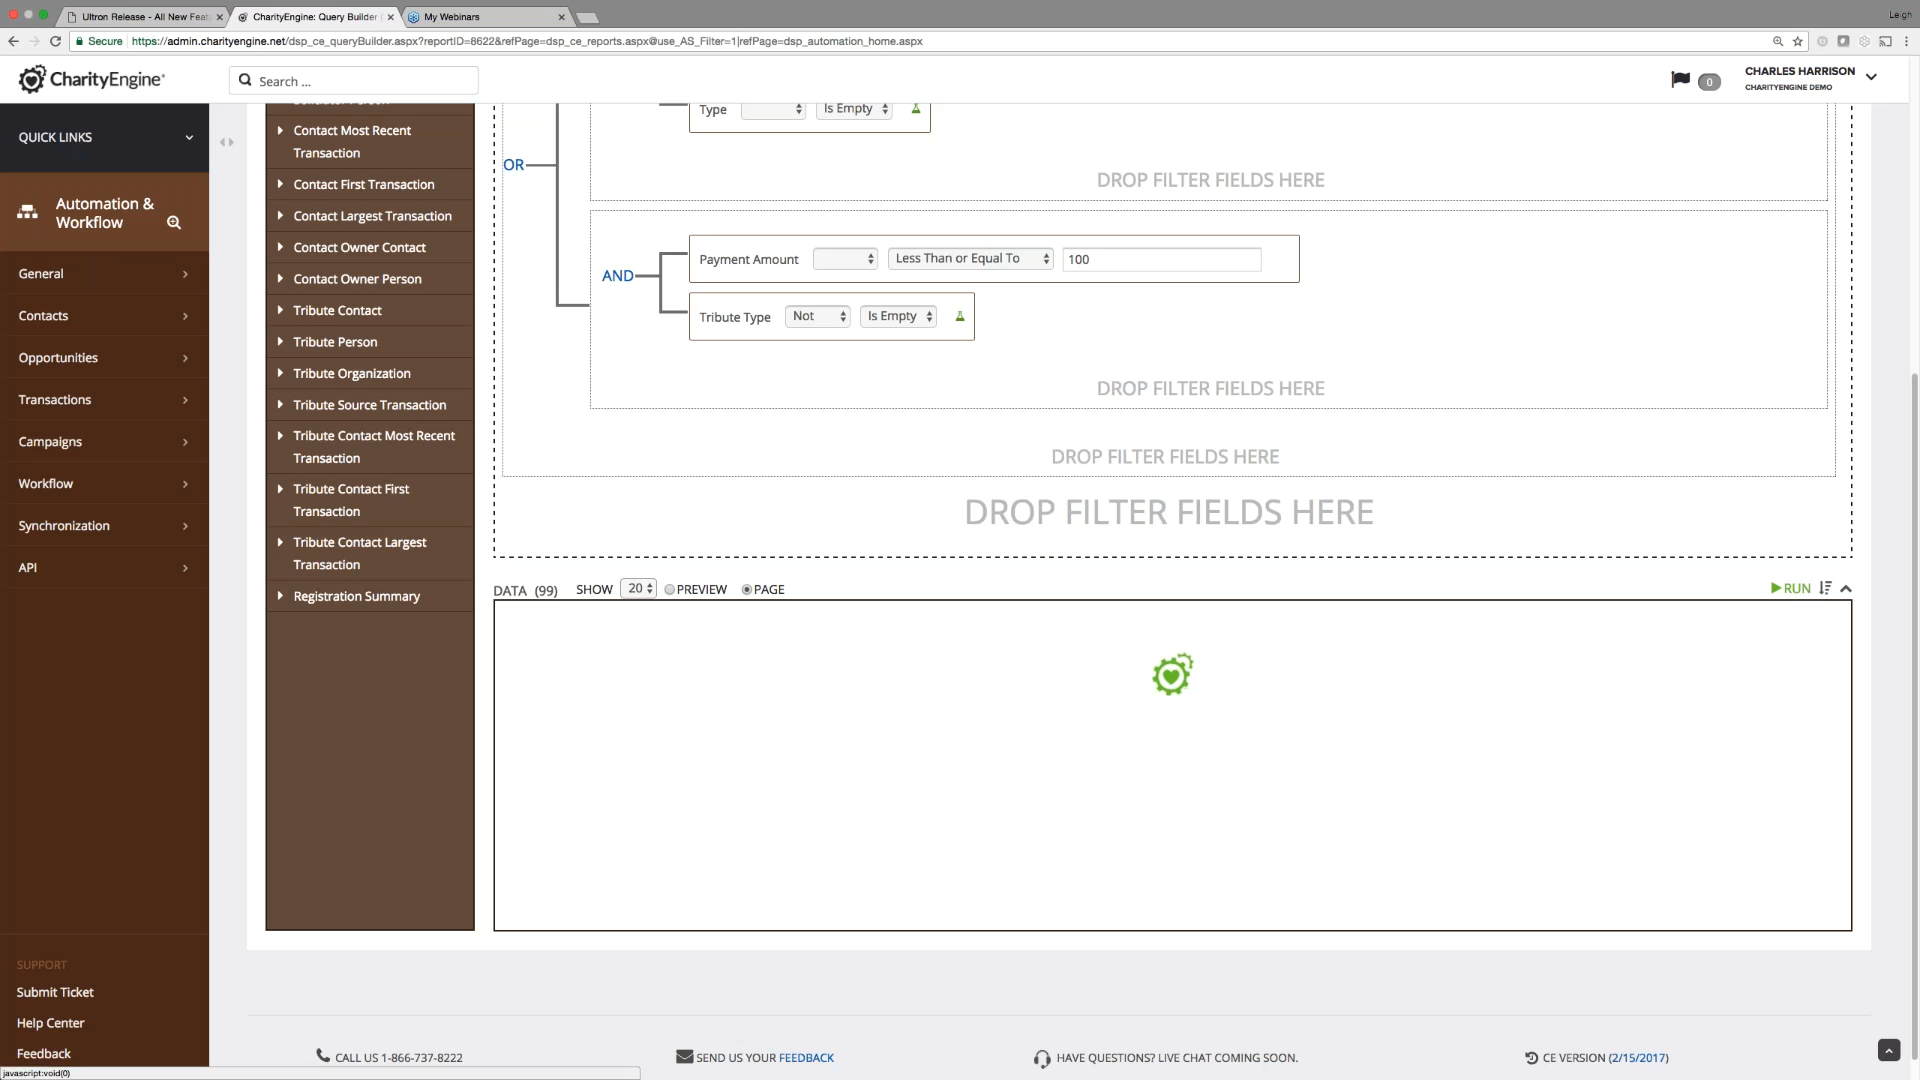 Ultron Release - All New Feat
CharityEngine: Query Builder
My Webinars
Leigh
Secure
https://admin.charityengine.net/dsp_ce_queryBuilder.aspx?reportID=8622&refPage=dsp_ce_reports.aspx@use_AS_Filter=1|refPage=dsp_automation_home.aspx
CharityEngine
Search ...
0
CHARLES HARRISON
CHARITYENGINE DEMO
QUICK LINKS
Automation &
Workflow
General
Contacts
Opportunities
Transactions
Campaigns
Workflow
Synchronization
API
SUPPORT
Submit Ticket
Help Center
Feedback
javascript:void(0)
Contact Most Recent
Transaction
Contact First Transaction
Contact Largest Transaction
Contact Owner Contact
Contact Owner Person
Tribute Contact
Tribute Person
Tribute Organization
Tribute Source Transaction
Tribute Contact Most Recent
Transaction
Tribute Contact First
Transaction
Tribute Contact Largest
Transaction
Registration Summary
Type Is Empty
OR
DROP FILTER FIELDS HERE
AND
Payment Amount Less Than or Equal To 100
Tribute Type Not Is Empty
DROP FILTER FIELDS HERE
DROP FILTER FIELDS HERE
DROP FILTER FIELDS HERE
DATA (99) SHOW 20 PREVIEW PAGE
RUN
CALL US 1-866-737-8222
SEND US YOUR FEEDBACK
HAVE QUESTIONS? LIVE CHAT COMING SOON.
CE VERSION (2/15/2017)